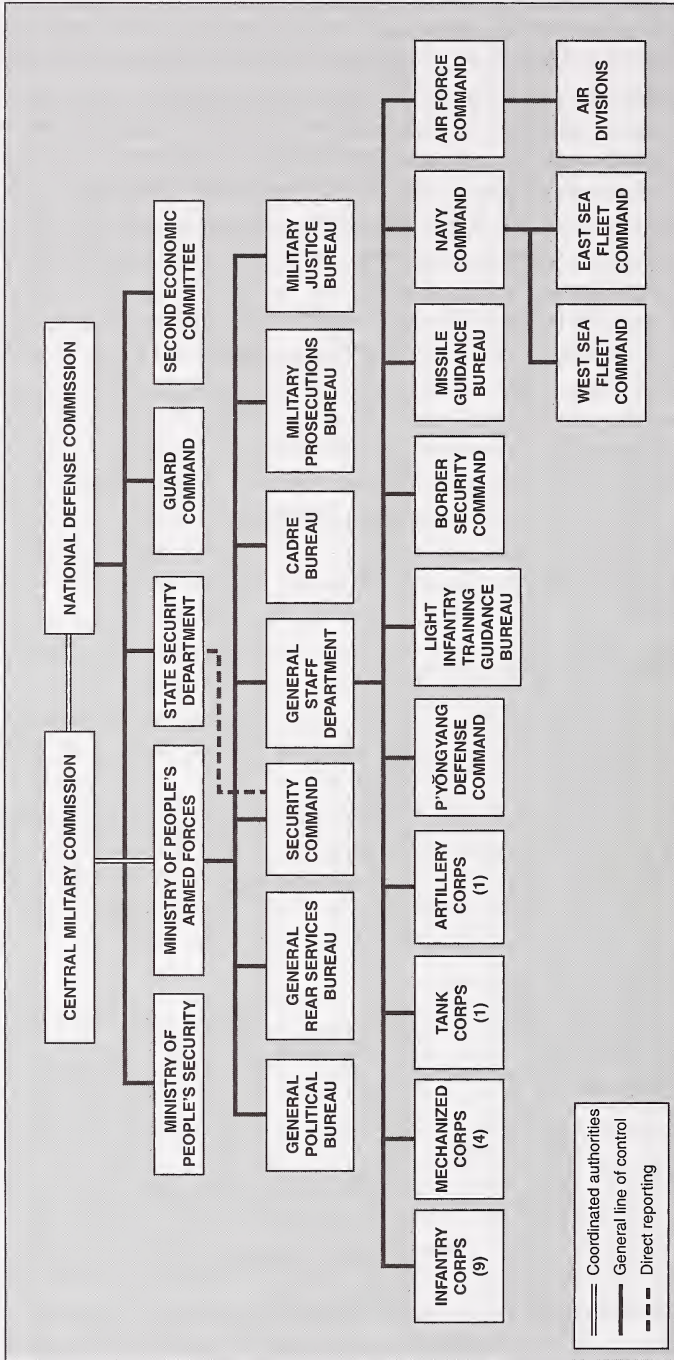 CENTRAL MILITARY COMMISSION
NATIONAL DEFENSE COMMISSION
MINISTRY OF
PEOPLE'S SECURITY
MINISTRY OF PEOPLE'S
ARMED FORCES
STATE SECURITY
DEPARTMENT
GUARD
COMMAND
SECOND ECONOMIC
COMMITTEE
GENERAL
POLITICAL
BUREAU
GENERAL
REAR SERVICES
BUREAU
SECURITY
COMMAND
GENERAL
STAFF
DEPARTMENT
CADRE
BUREAU
MILITARY
PROSECUTIONS
BUREAU
MILITARY
JUSTICE
BUREAU
INFANTRY
CORPS
(9)
MECHANIZED
CORPS
(4)
TANK
CORPS
(1)
ARTILLERY
CORPS
(1)
P'YŎNGYANG
DEFENSE
COMMAND
LIGHT
INFANTRY
TRAINING
GUIDANCE
BUREAU
BORDER
SECURITY
COMMAND
MISSILE
GUIDANCE
BUREAU
NAVY
COMMAND
AIR FORCE
COMMAND
WEST SEA
FLEET
COMMAND
EAST SEA
FLEET
COMMAND
AIR
DIVISIONS
Coordinated authorities
General line of control
Direct reporting